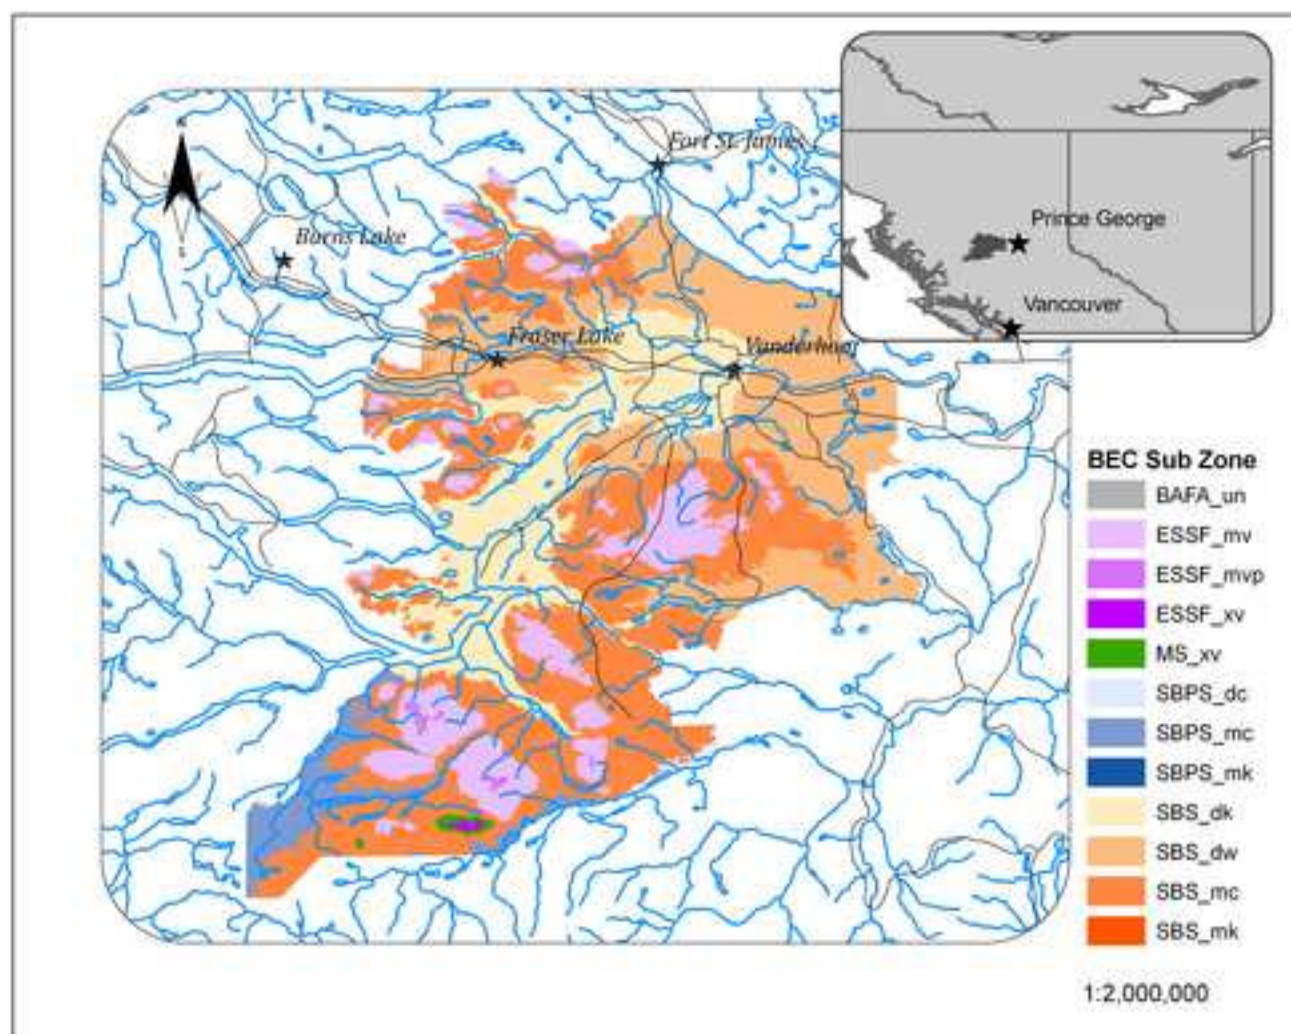 Fort St. James
Prince George
Burns Lake
Vancouver
Fraser Lake
Vanderhoof
BEC Sub Zone
BAFA_un
ESSF_mv
ESSF_mvp
ESSF_xv
MS_xv
SBPS_dc
SBPS_mc
SBPS_mk
SBS_dk
SBS_dw
SBS_mc
SBS_mk
1:2,000,000